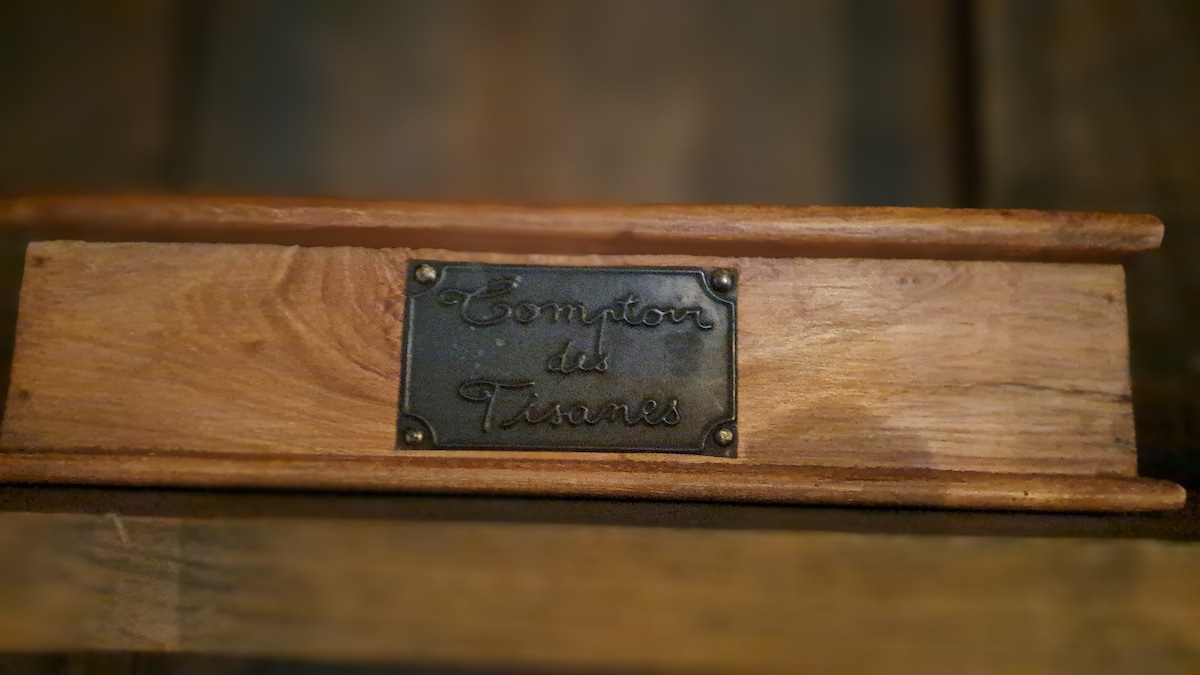 Comptoir
des
Tisanes